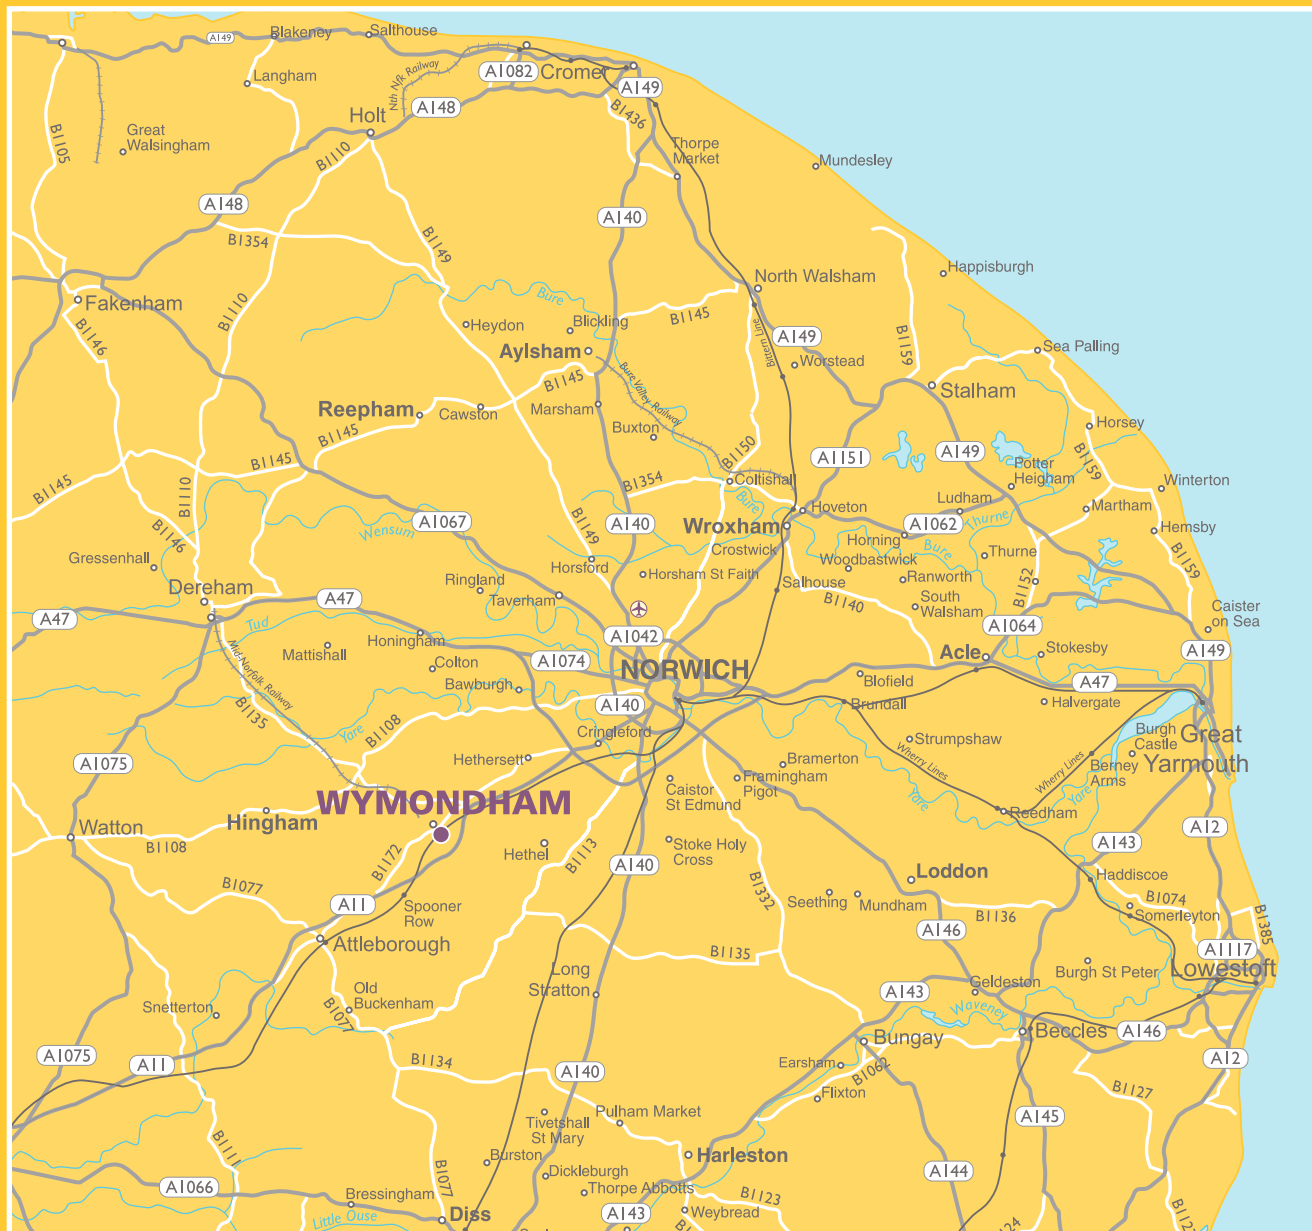 Blakeney
Salthouse
A149
Langham
Nth Nfk Railway
A1082
Cromer
A149
A148
B1436
Holt
B1105
Great
Walsingham
B1110
Thorpe
Market
Mundesley
A148
A140
B1354
B1149
Happisburgh
North Walsham
Fakenham
B1110
Bure
Heydon
Blickling
B1145
A149
B1159
B1146
Aylsham
Bittern Line
Worstead
Sea Palling
Bure Valley Railway
B1145
Stalham
Reepham
Cawston
Marsham
Buxton
Horsey
B1145
B1150
A1151
A149
B1159
B1145
B1145
B1110
B1354
Coltishall
Potter
Heigham
Winterton
Bure
Ludham
Martham
A1067
Wensum
B1149
A140
Wroxham
Hoveton
A1062
Thurne
Hemsby
B1146
Horning
Bure
Crostwick
Woodbastwick
Thurne
Gressenhall
Horsford
Horsham St Faith
Salhouse
Ranworth
B1152
B1159
Dereham
Ringland
Taverham
South
Walsham
A47
A47
B1140
Caister
on Sea
Tud
Honingham
A1042
A1064
Mattishall
Colton
A1074
NORWICH
Acle
Stokesby
A149
Mid-Norfolk Railway
Bawburgh
Blofield
A47
B1135
A140
Brundall
Halvergate
Yare
B1108
Cringleford
Strumpshaw
Burgh
Castle
Great
Yarmouth
A1075
Hethersett
Bramerton
Wherry Lines
Wherry Lines
Berney
Arms
Caistor
St Edmund
Framingham
Pigot
Yare
Yare
WYMONDHAM
Hingham
Reedham
Watton
A12
B1108
B1172
Hethel
B1113
Stoke Holy
Cross
A143
A140
Loddon
Haddiscoe
B1077
B1332
A11
Spooner
Row
Seething
Mundham
B1074
B1136
Somerleyton
B1385
Attleborough
A146
A1117
B1135
Long
Stratton
Burgh St Peter
Lowestoft
Snetterton
Old
Buckenham
A143
Geldeston
B1077
Waveney
Bungay
Beccles
A146
A1075
A11
B1134
A140
Earsham
B1062
A12
Flixton
B1127
Tivetshall
St Mary
Pulham Market
A145
B1111
Burston
Harleston
Dickleburgh
A144
A1066
B1077
Thorpe Abbotts
B1123
Bressingham
Little Ouse
Diss
A143
Weybread